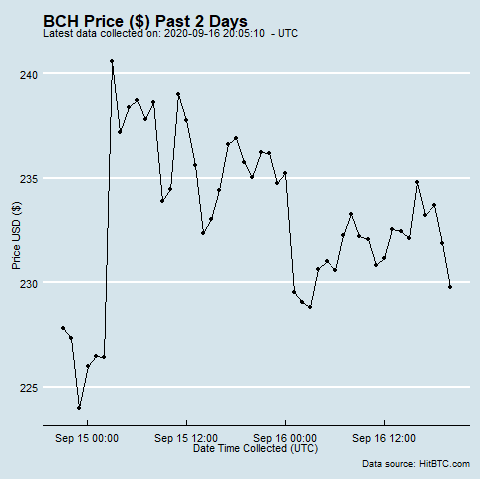 BCH Price ($) Past 2 Days
Latest data collected on: 2020-09-16 20:05:10  - UTC
240
235
Price USD ($)
230
225
Sep 15 00:00 Sep 15 12:00 Sep 16 00:00 Sep 16 12:00
Date Time Collected (UTC)
Data source: HitBTC.com